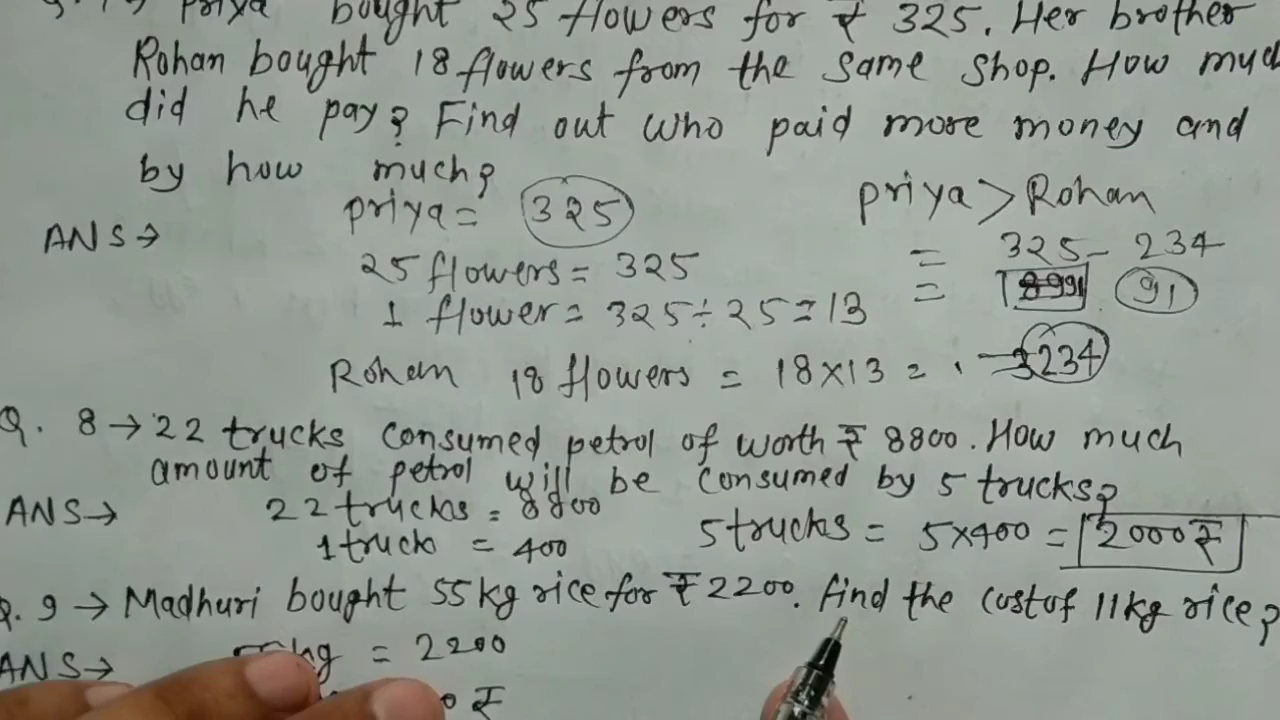 Priya bought 25 flowers for ₹ 325. Her brother
Rohan bought 18 flowers from the same shop. How much
did he pay? Find out who paid more money and
by how much?
ANS→
priya = 325
25 flowers = 325
1 flower = 325÷25=13
Rohan 18 flowers = 18×13 = 234
priya > Rohan
= 325-234
= 91
Q. 8→22 trucks consumed petrol of worth ₹ 8800. How much
amount of petrol will be consumed by 5 trucks?
ANS→ 22 trucks = 8800
1 truck = 400
5 trucks = 5×400 = 2000₹
Q. 9→ Madhuri bought 55kg rice for ₹2200. find the cost of 11kg rice?
ANS→ kg = 2200
0 ₹